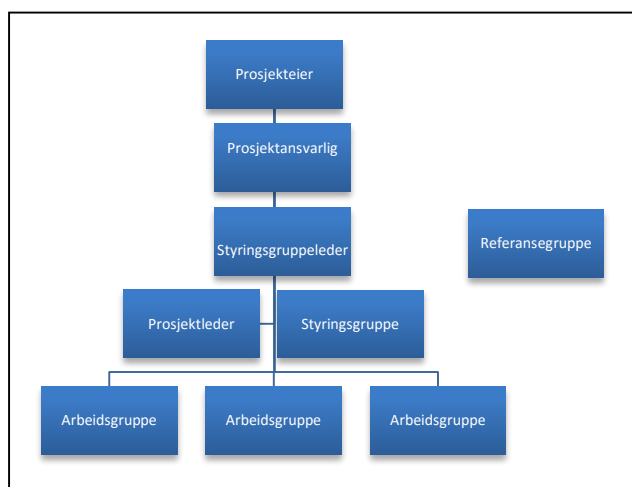 Prosjekteier
Prosjektansvarlig
Styringsgruppeleder
Referansegruppe
Prosjektleder
Styringsgruppe
Arbeidsgruppe
Arbeidsgruppe
Arbeidsgruppe